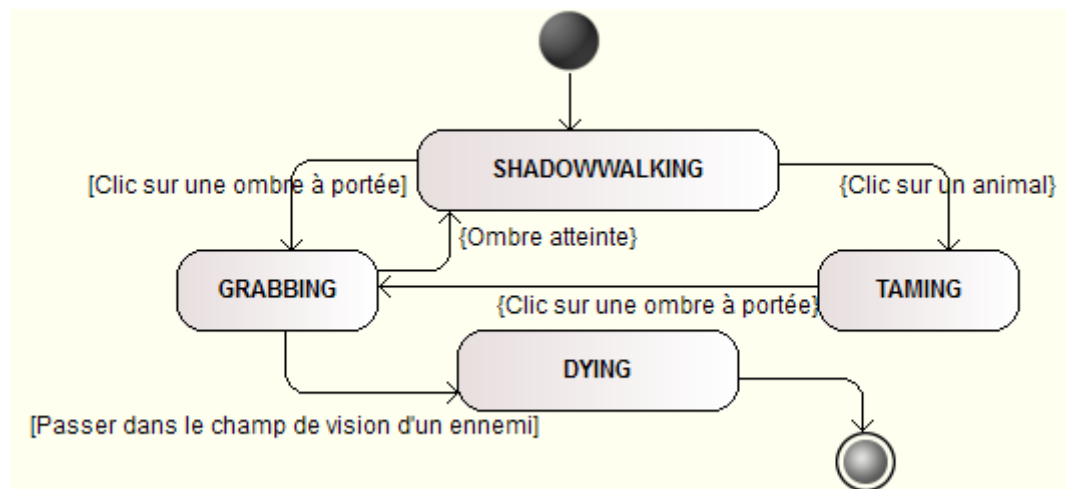 SHADOWWALKING
[Clic sur une ombre à portée]
{Clic sur un animal}
{Ombre atteinte}
GRABBING
TAMING
{Clic sur une ombre à portée}
DYING
[Passer dans le champ de vision d'un ennemi]